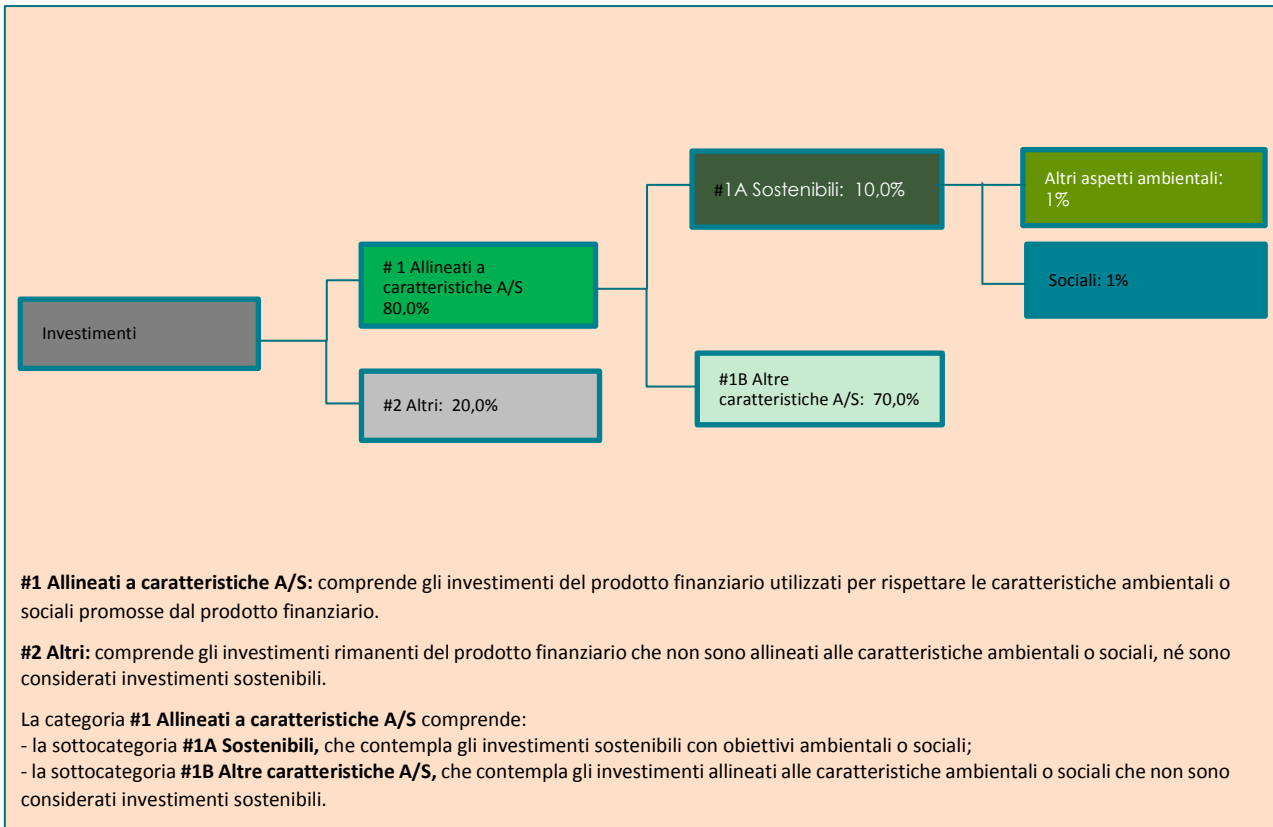 Investimenti
# 1 Allineati a
caratteristiche A/S
80,0%
#2 Altri: 20,0%
#1A Sostenibili: 10,0%
#1B Altre
caratteristiche A/S: 70,0%
Altri aspetti ambientali:
1%
Sociali: 1%
#1 Allineati a caratteristiche A/S: comprende gli investimenti del prodotto finanziario utilizzati per rispettare le caratteristiche ambientali o
sociali promosse dal prodotto finanziario.
#2 Altri: comprende gli investimenti rimanenti del prodotto finanziario che non sono allineati alle caratteristiche ambientali o sociali, né sono
considerati investimenti sostenibili.
La categoria #1 Allineati a caratteristiche A/S comprende:
- la sottocategoria #1A Sostenibili, che contempla gli investimenti sostenibili con obiettivi ambientali o sociali;
- la sottocategoria #1B Altre caratteristiche A/S, che contempla gli investimenti allineati alle caratteristiche ambientali o sociali che non sono
considerati investimenti sostenibili.